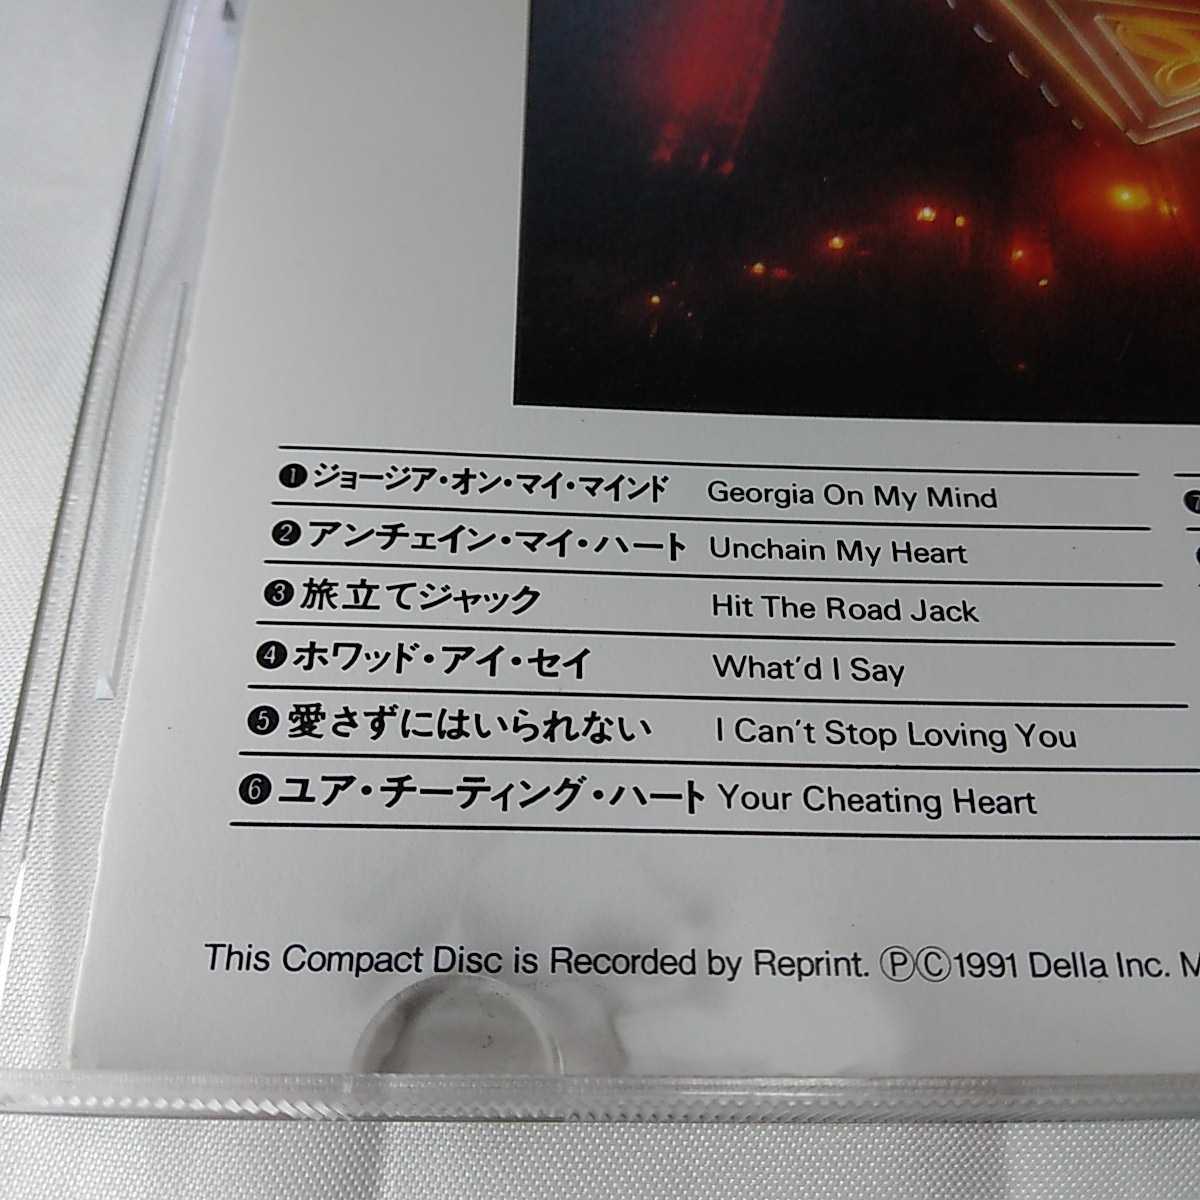 ❶ジョージア・オン・マイ・マインド Georgia On My Mind
❷アンチェイン・マイ・ハート Unchain My Heart
❸旅立てジャック Hit The Road Jack
❹ホワッド・アイ・セイ What'd I Say
❺愛さずにはいられない I Can't Stop Loving You
❻ユア・チーティング・ハート Your Cheating Heart
❼
This Compact Disc is Recorded by Reprint. ⓅⒸ1991 Della Inc. M